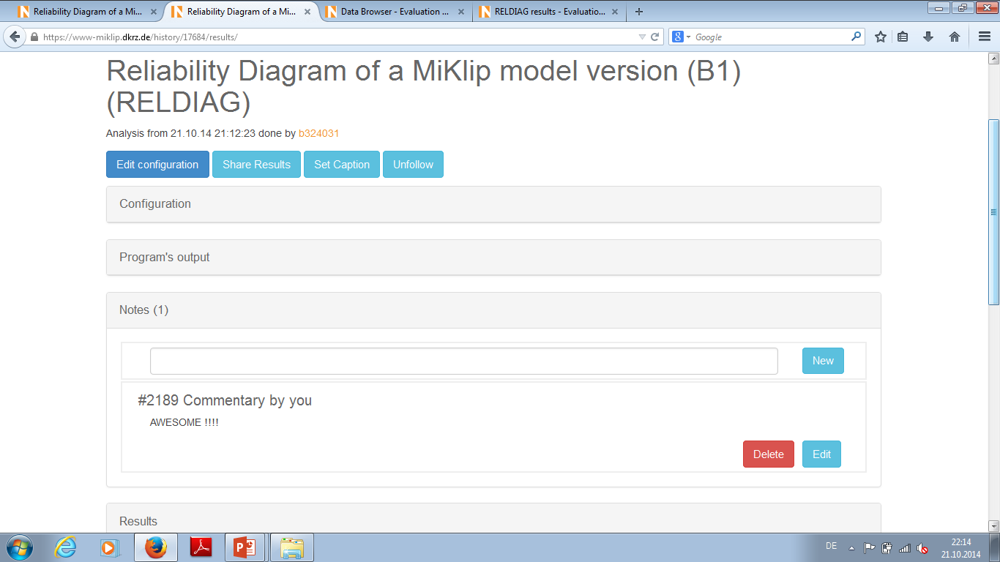 Reliability Diagram of a Mi...
Reliability Diagram of a Mi...
Data Browser - Evaluation ...
RELDIAG results - Evaluatio...
https://www-miklip.dkrz.de/history/17684/results/
8
Google
Reliability Diagram of a MiKlip model version (B1)
(RELDIAG)
Analysis from 21.10.14 21:12:23 done by b324031
Edit configuration
Share Results
Set Caption
Unfollow
Configuration
Program's output
Notes (1)
New
#2189 Commentary by you
AWESOME !!!!
Delete
Edit
Results
DE
22:14
21.10.2014